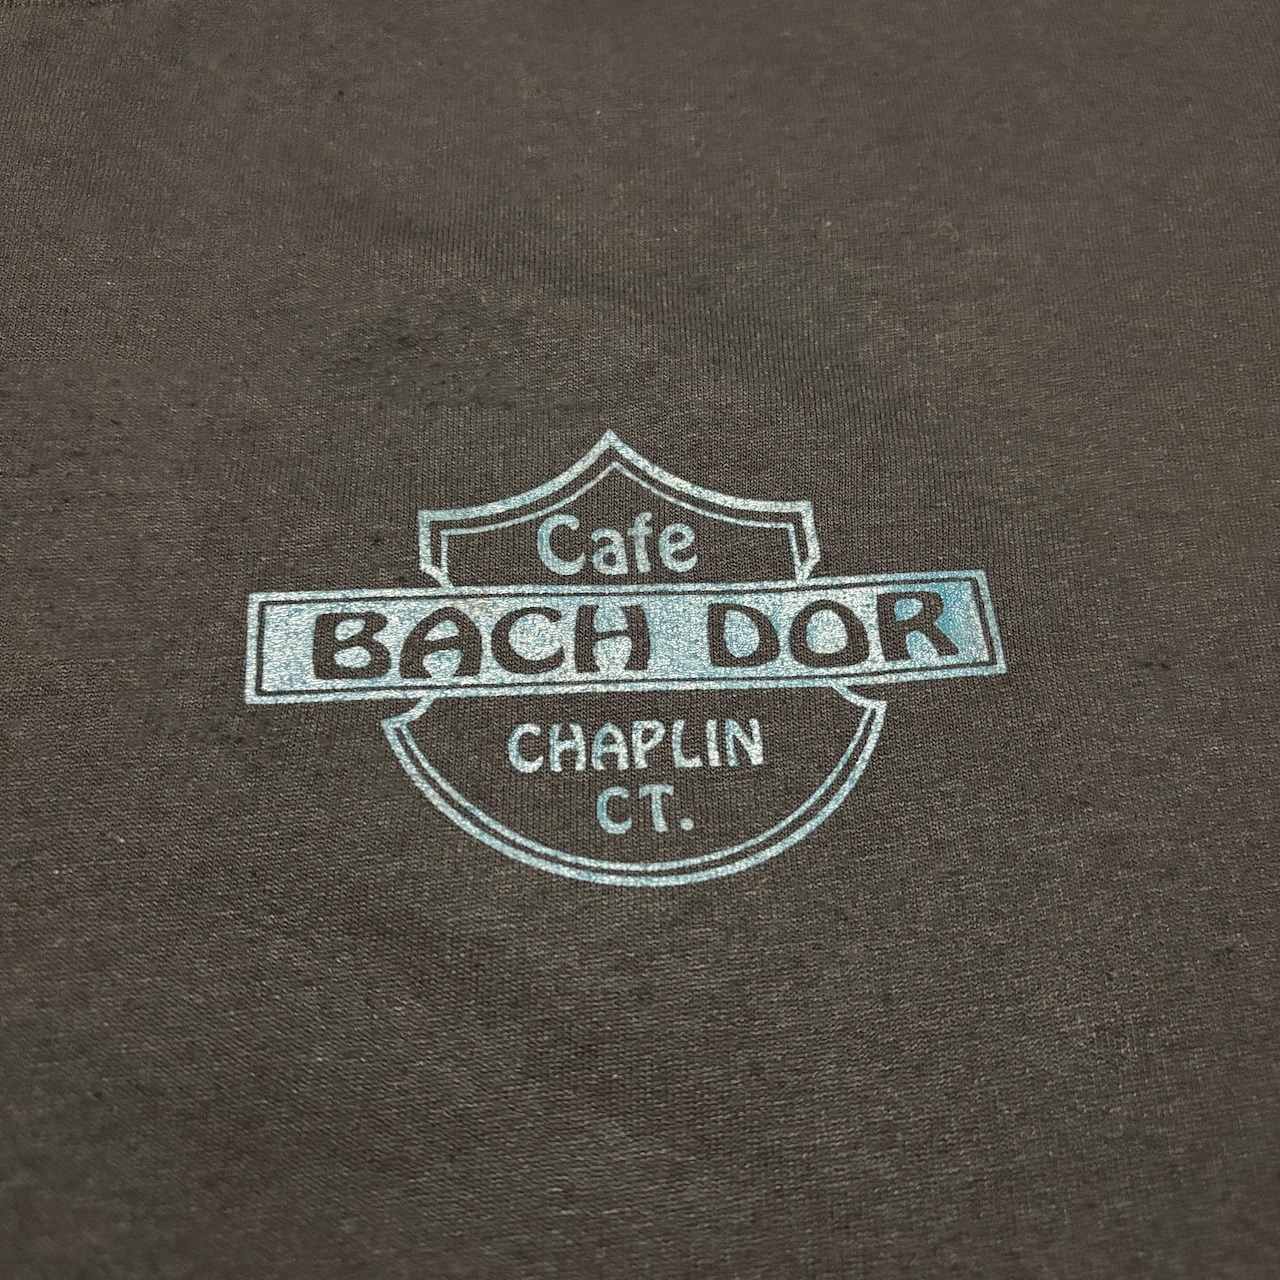 Cafe
BACH DOR
CHAPLIN
CT.